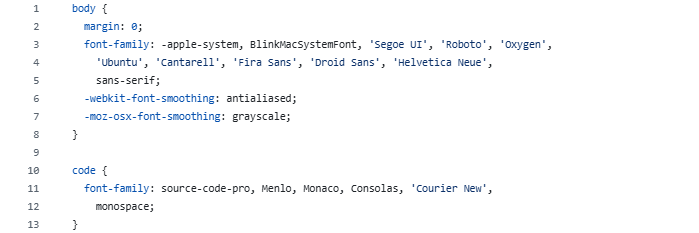 1 body {
2   margin: 0;
3   font-family: -apple-system, BlinkMacSystemFont, 'Segoe UI', 'Roboto', 'Oxygen',
4     'Ubuntu', 'Cantarell', 'Fira Sans', 'Droid Sans', 'Helvetica Neue',
5     sans-serif;
6   -webkit-font-smoothing: antialiased;
7   -moz-osx-font-smoothing: grayscale;
8 }
9
10 code {
11   font-family: source-code-pro, Menlo, Monaco, Consolas, 'Courier New',
12     monospace;
13 }